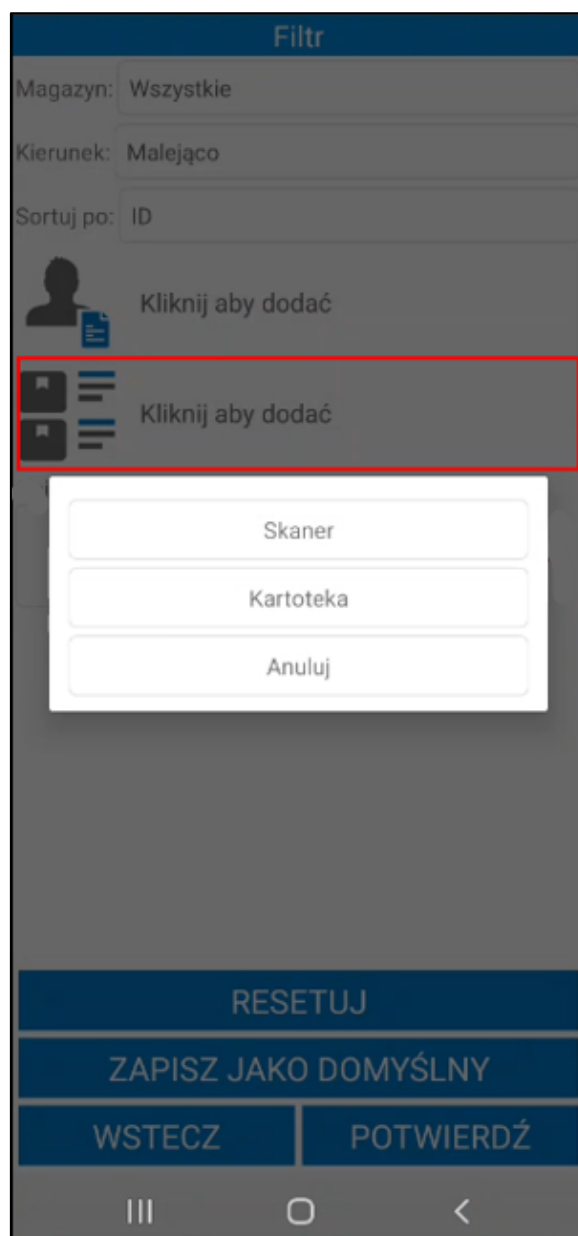 Filtr
Magazyn: Wszystkie
Kierunek: Malejąco
Sortuj po: ID
Kliknij aby dodać
Kliknij aby dodać
Skaner
Kartoteka
Anuluj
RESETUJ
ZAPISZ JAKO DOMYŚLNY
WSTECZ POTWIERDŹ